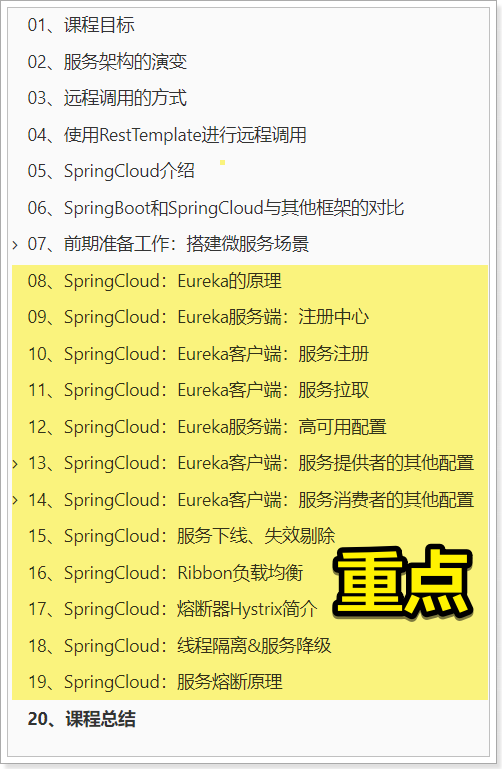 01、课程目标
02、服务架构的演变
03、远程调用的方式
04、使用RestTemplate进行远程调用
05、SpringCloud介绍
06、SpringBoot和SpringCloud与其他框架的对比
07、前期准备工作：搭建微服务场景
08、SpringCloud：Eureka的原理
09、SpringCloud：Eureka服务端：注册中心
10、SpringCloud：Eureka客户端：服务注册
11、SpringCloud：Eureka客户端：服务拉取
12、SpringCloud：Eureka服务端：高可用配置
13、SpringCloud：Eureka客户端：服务提供者的其他配置
14、SpringCloud：Eureka客户端：服务消费者的其他配置
15、SpringCloud：服务下线、失效剔除
16、SpringCloud：Ribbon负载均衡
重点
17、SpringCloud：熔断器Hystrix简介
18、SpringCloud：线程隔离&服务降级
19、SpringCloud：服务熔断原理
20、课程总结